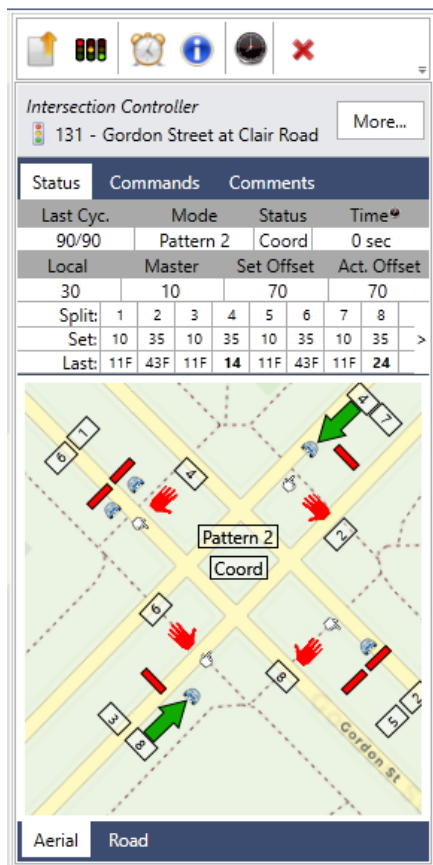 Intersection Controller
131 - Gordon Street at Clair Road
More...
Status Commands Comments
Last Cyc. Mode Status Time
90/90 Pattern 2 Coord 0 sec
Local Master Set Offset Act. Offset
30 10 70 70
Split: 1 2 3 4 5 6 7 8
Set: 10 35 10 35 10 35 10 35 >
Last: 11F 43F 11F 14 11F 43F 11F 24
4 7
6 1
4
2
Pattern 2
Coord
6
8
3 8
5 2
Gordon St
Aerial Road